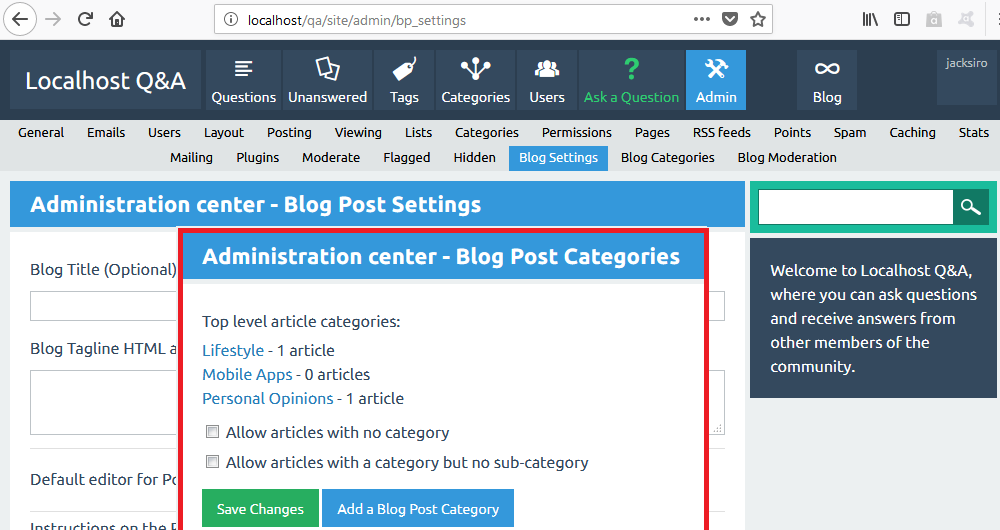 localhost/qa/site/admin/bp_settings
Localhost Q&A
Questions
Unanswered
Tags
Categories
Users
?
Ask a Question
Admin
Blog
jacksiro
General Emails Users Layout Posting Viewing Lists Categories Permissions Pages RSS feeds Points Spam Caching Stats
Mailing Plugins Moderate Flagged Hidden Blog Settings Blog Categories Blog Moderation
Administration center - Blog Post Settings
Blog Title (Optional)
Blog Tagline HTML a
Default editor for Po
Instructions on the
Administration center - Blog Post Categories
Top level article categories:
Lifestyle - 1 article
Mobile Apps - 0 articles
Personal Opinions - 1 article
Allow articles with no category
Allow articles with a category but no sub-category
Save Changes
Add a Blog Post Category
Welcome to Localhost Q&A,
where you can ask questions
and receive answers from
other members of the
community.